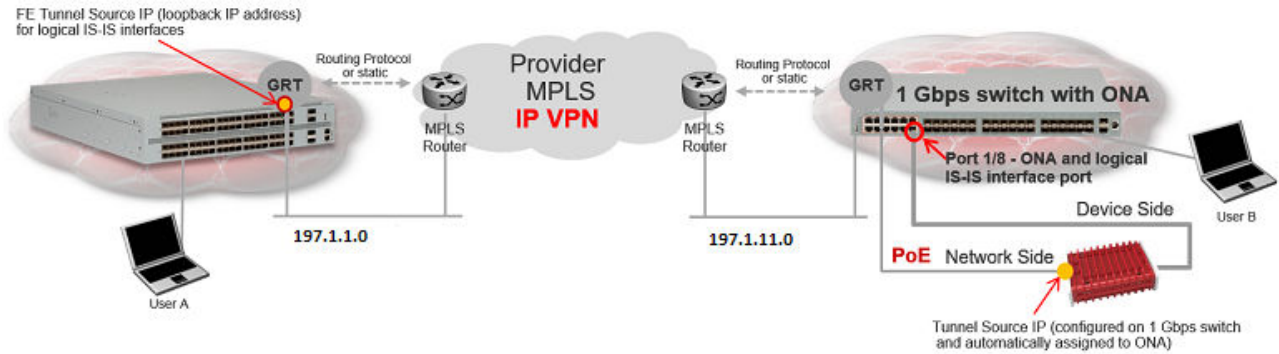 FE Tunnel Source IP (loopback IP address)
for logical IS-IS interfaces
GRT
Routing Protocol
or static
MPLS
Router
Provider
MPLS
IP VPN
MPLS
Router
Routing Protocol
or static
GRT
1 Gbps switch with ONA
Port 1/8 - ONA and logical
IS-IS interface port
User B
Device Side
197.1.1.0
197.1.11.0
PoE Network Side
User A
Tunnel Source IP (configured on 1 Gbps switch
and automatically assigned to ONA)